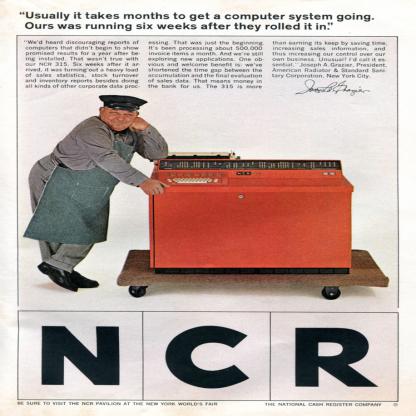 "Usually it takes months to get a computer system going.
Ours was running six weeks after they rolled it in."
"We'd heard discouraging reports of
computers that didn't begin to show
promised results for a year after be-
ing installed. That wasn't true with
our NCR 315. Six weeks after it ar-
rived, it was turning out a heavy load
of sales statistics, stock turnover
and inventory reports besides doing
all kinds of other corporate data proc-
essing. That was just the beginning.
It's been processing about 500,000
invoice items a month. And we're still
exploring new applications. One ob-
vious and welcome benefit is: we've
shortened the time gap between the
accumulation and the final evaluation
of sales data. That means money in
the bank for us. The 315 is more
than earning its keep by saving time,
increasing sales information, and
thus increasing our control over our
own business. Unusual? I'd call it es-
sential." Joseph A. Grazier, President,
American Radiator & Standard Sani-
tary Corporation, New York City.
N C R
BE SURE TO VISIT THE NCR PAVILION AT THE NEW YORK WORLD'S FAIR
THE NATIONAL CASH REGISTER COMPANY